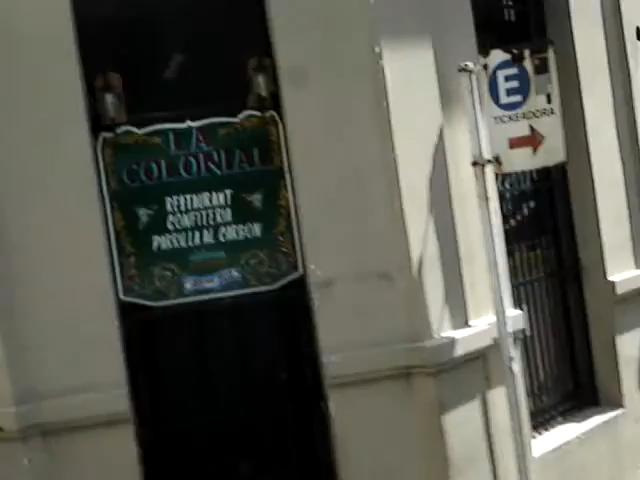 LA
COLONIAL
RESTAURANT
CONFITERIA
PARRILLA AL CARBON
E
TICKEADORA